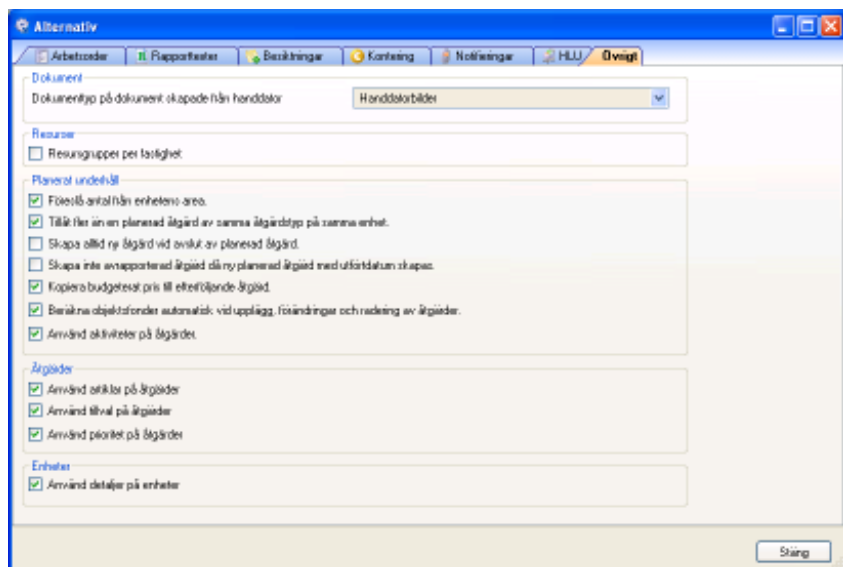 Alternativ
Arbetsorder Rapporttexter Besiktningar Kontering Notifieringar HLU Övrigt
Dokument
Dokumenttyp på dokument skapade från handdator Handdatorbilder
Resurser
Resursgrupper per fastighet
Planerat underhåll
Föreslå antal från enhetens area.
Tillåt fler än en planerad åtgärd av samma åtgärdstyp på samma enhet.
Skapa alltid ny åtgärd vid avslut av planerad åtgärd.
Skapa inte avrapporterad åtgärd då ny planerad åtgärd med utfört datum skapas.
Kopiera budgeterat pris till efterföljande åtgärd.
Beräkna objektsfonder automatisk vid upplägg, förändringar och radering av åtgärder.
Använd aktiviteter på åtgärder.
Åtgärder
Använd artiklar på åtgärder
Använd tillval på åtgärder
Använd prioritet på åtgärder
Enheter
Använd detaljer på enheter
Stäng